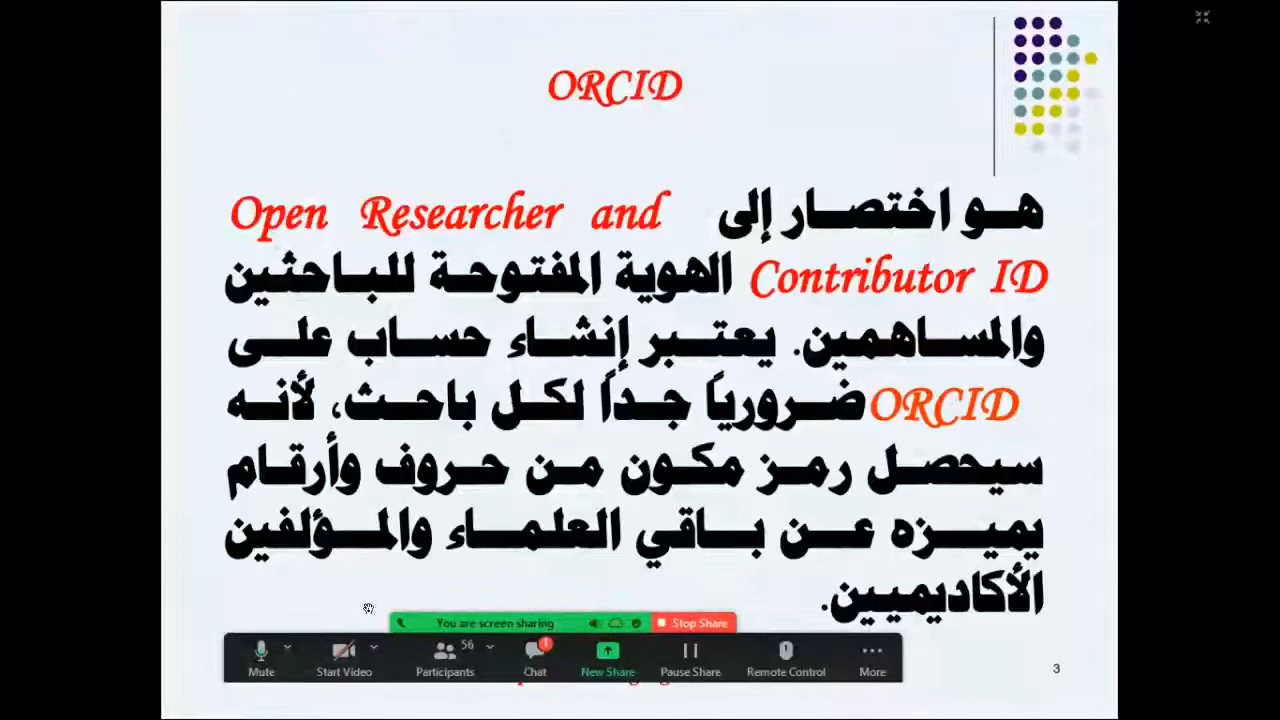 ORCID
هو اختصار إلى Open Researcher and
Contributor ID الهوية المفتوحة للباحثين
والمساهمين. يعتبر إنشاء حساب على
ORCID ضرورياً جداً لكل باحث، لأنه
سيحصل رمز مكون من حروف وأرقام
يميزه عن باقي العلماء والمؤلفين
الأكاديميين.
You are screen sharing Stop Share
56 1
Mute Start Video Participants Chat New Share Pause Share Remote Control More
3